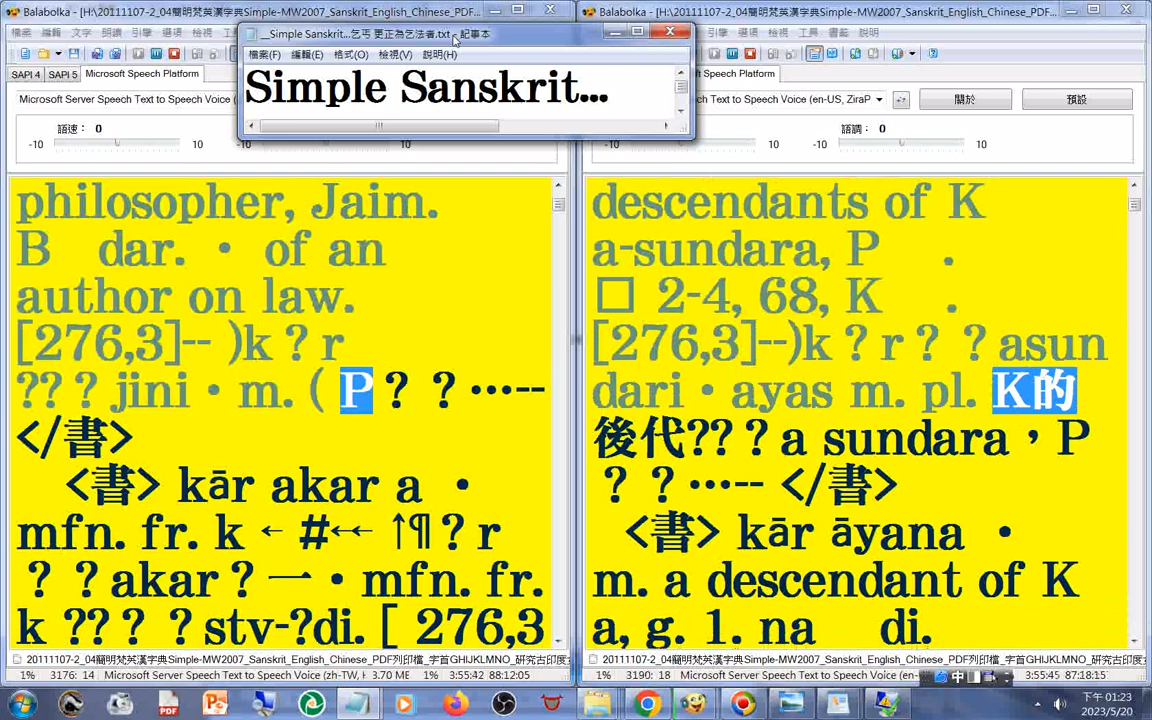 Balabolka - [H:\20111107-2_04簡明梵英漢字典Simple-MW2007_Sanskrit_English_Chinese_PDF...
Balabolka - [H:\20111107-2_04簡明梵英漢字典Simple-MW2007_Sanskrit_English_Chinese_PDF...
__Simple Sanskrit...乞丐 更正為乞法者.txt - 記事本
檔案(F) 編輯(E) 格式(O) 檢視(V) 說明(H)
Simple Sanskrit...
SAPI 4 SAPI 5 Microsoft Speech Platform
Speech Platform
Microsoft Server Speech Text to Speech Voice (
Text to Speech Voice (en-US, ZiraP
關於 預設
語速： 0
-10 10
語調： 0
-10 10
philosopher, Jaim.
B dar. • of an
author on law.
[276,3]-- )k ? r
?? ? jini • m. ( P ? ? …--
</書>
<書> kār akar a •
mfn. fr. k ← #←← ↑¶ ? r
? ? akar ? 一 • mfn. fr.
k ?? ? ? stv-?di. [ 276,3
descendants of K
a-sundara, P .
□ 2-4, 68, K .
[276,3]--)k ? r ? ? asun
dari • ayas m. pl. K的
後代?? ? a sundara，P
? ? …-- </書>
<書> kār āyana •
m. a descendant of K
a, g. 1. na di.
20111107-2_04簡明梵英漢字典Simple-MW2007_Sanskrit_English_Chinese_PDF列印檔_字首GHIJKLMNO_研究古印度
20111107-2_04簡明梵英漢字典Simple-MW2007_Sanskrit_English_Chinese_PDF列印檔_字首GHIJKLMNO_研究古印度
1% 3176: 14 Microsoft Server Speech Text to Speech Voice (zh-TW, H 3.70 ME 1% 3:55:42 88:12:05
1% 3190: 18 Microsoft Server Speech Text to Speech Voice 1% 3:55:45 87:18:15
中
下午 01:23
2023/5/20